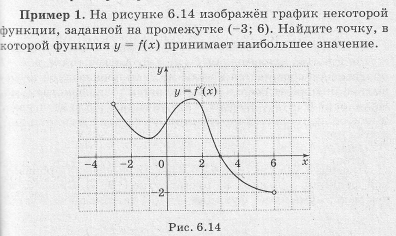 Пример 1. На рисунке 6.14 изображён график некоторой
функции, заданной на промежутке (−3; 6). Найдите точку, в
которой функция y = f(x) принимает наибольшее значение.
y
y = f′(x)
−4 −2 0 2 4 6 x
−2
Рис. 6.14